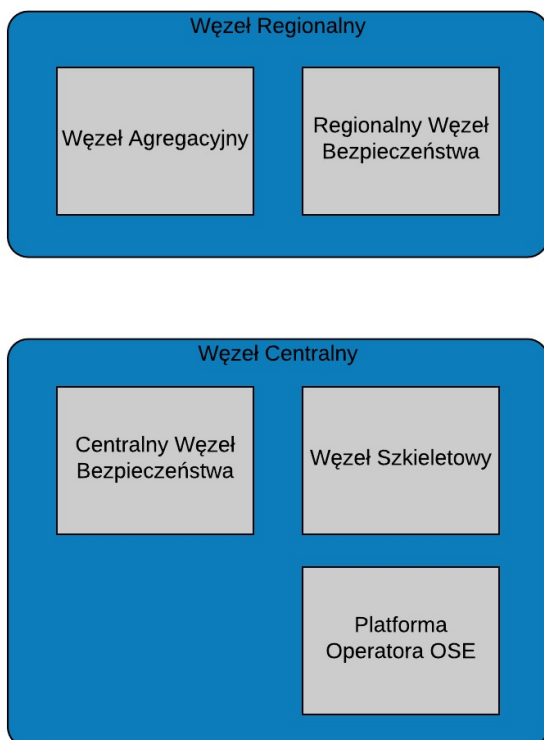 Węzeł Regionalny
Węzeł Agregacyjny
Regionalny Węzeł
Bezpieczeństwa
Węzeł Centralny
Centralny Węzeł
Bezpieczeństwa
Węzeł Szkieletowy
Platforma
Operatora OSE